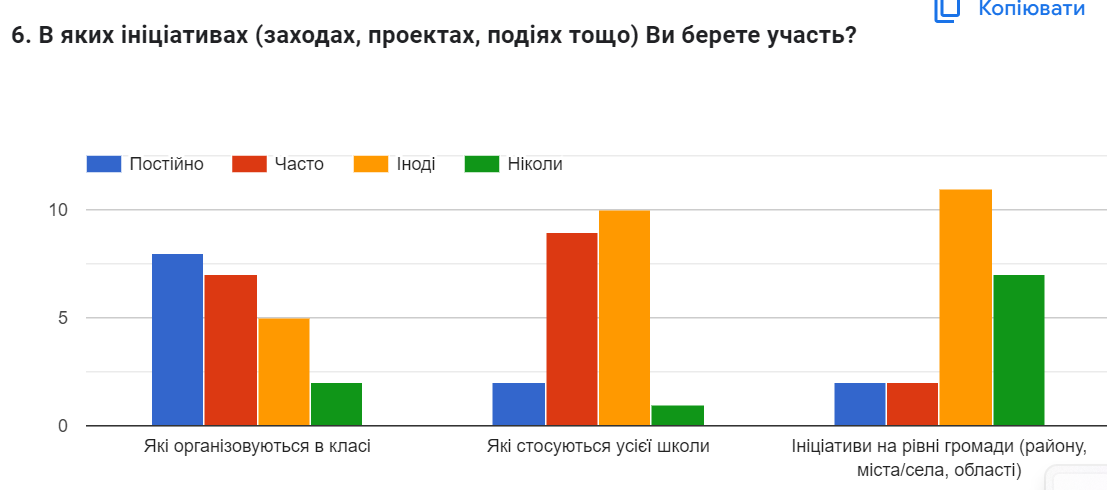 Копіювати
6. В яких ініціативах (заходах, проектах, подіях тощо) Ви берете участь?
Постійно Часто Іноді Ніколи
10
5
0
Які організовуються в класі Які стосуються усієї школи Ініціативи на рівні громади (району,
міста/села, області)